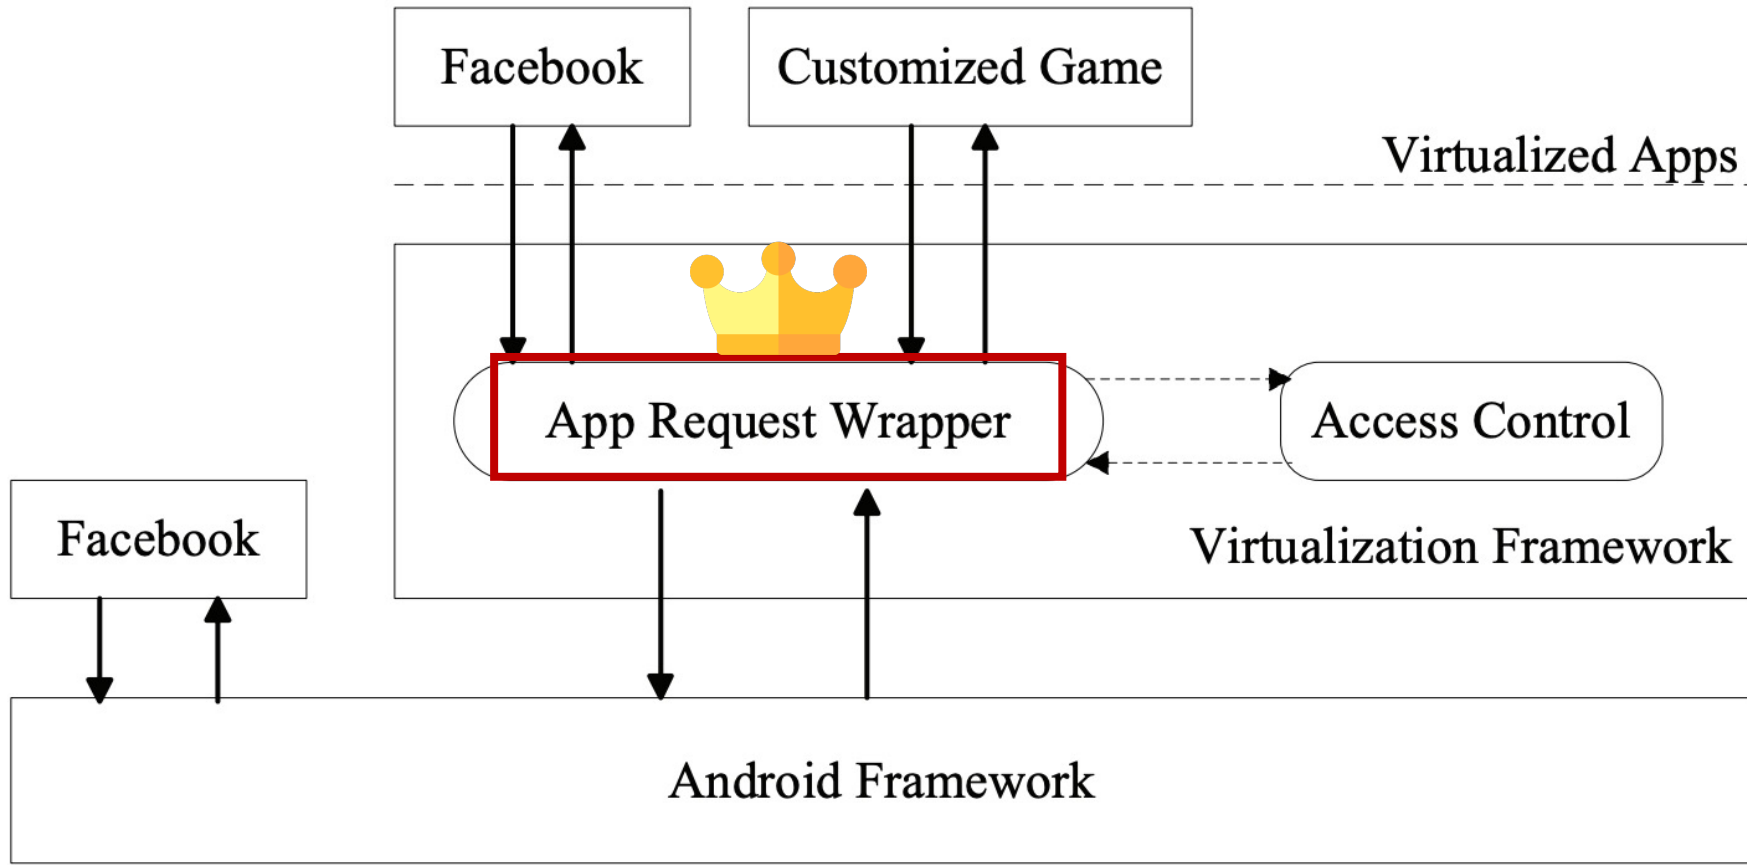 Facebook
Customized Game
Virtualized Apps
App Request Wrapper
Access Control
Facebook
Virtualization Framework
Android Framework